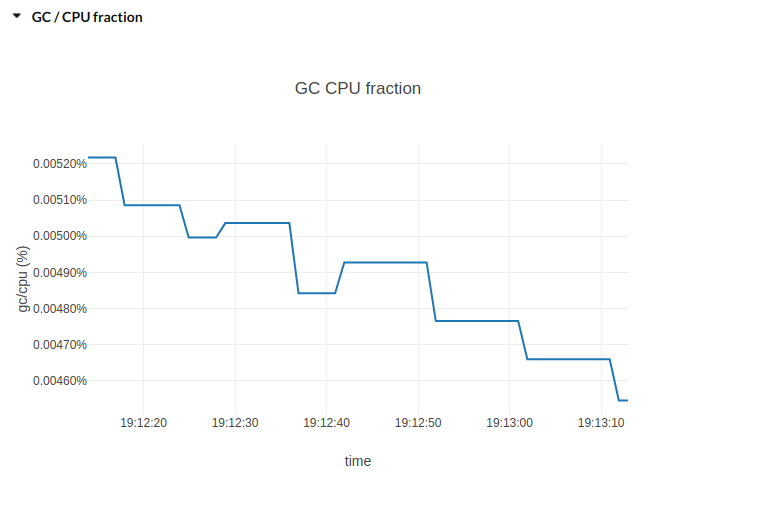 GC / CPU fraction
GC CPU fraction
0.00520%
0.00510%
0.00500%
0.00490%
0.00480%
0.00470%
0.00460%
gc/cpu (%)
19:12:20 19:12:30 19:12:40 19:12:50 19:13:00 19:13:10
time